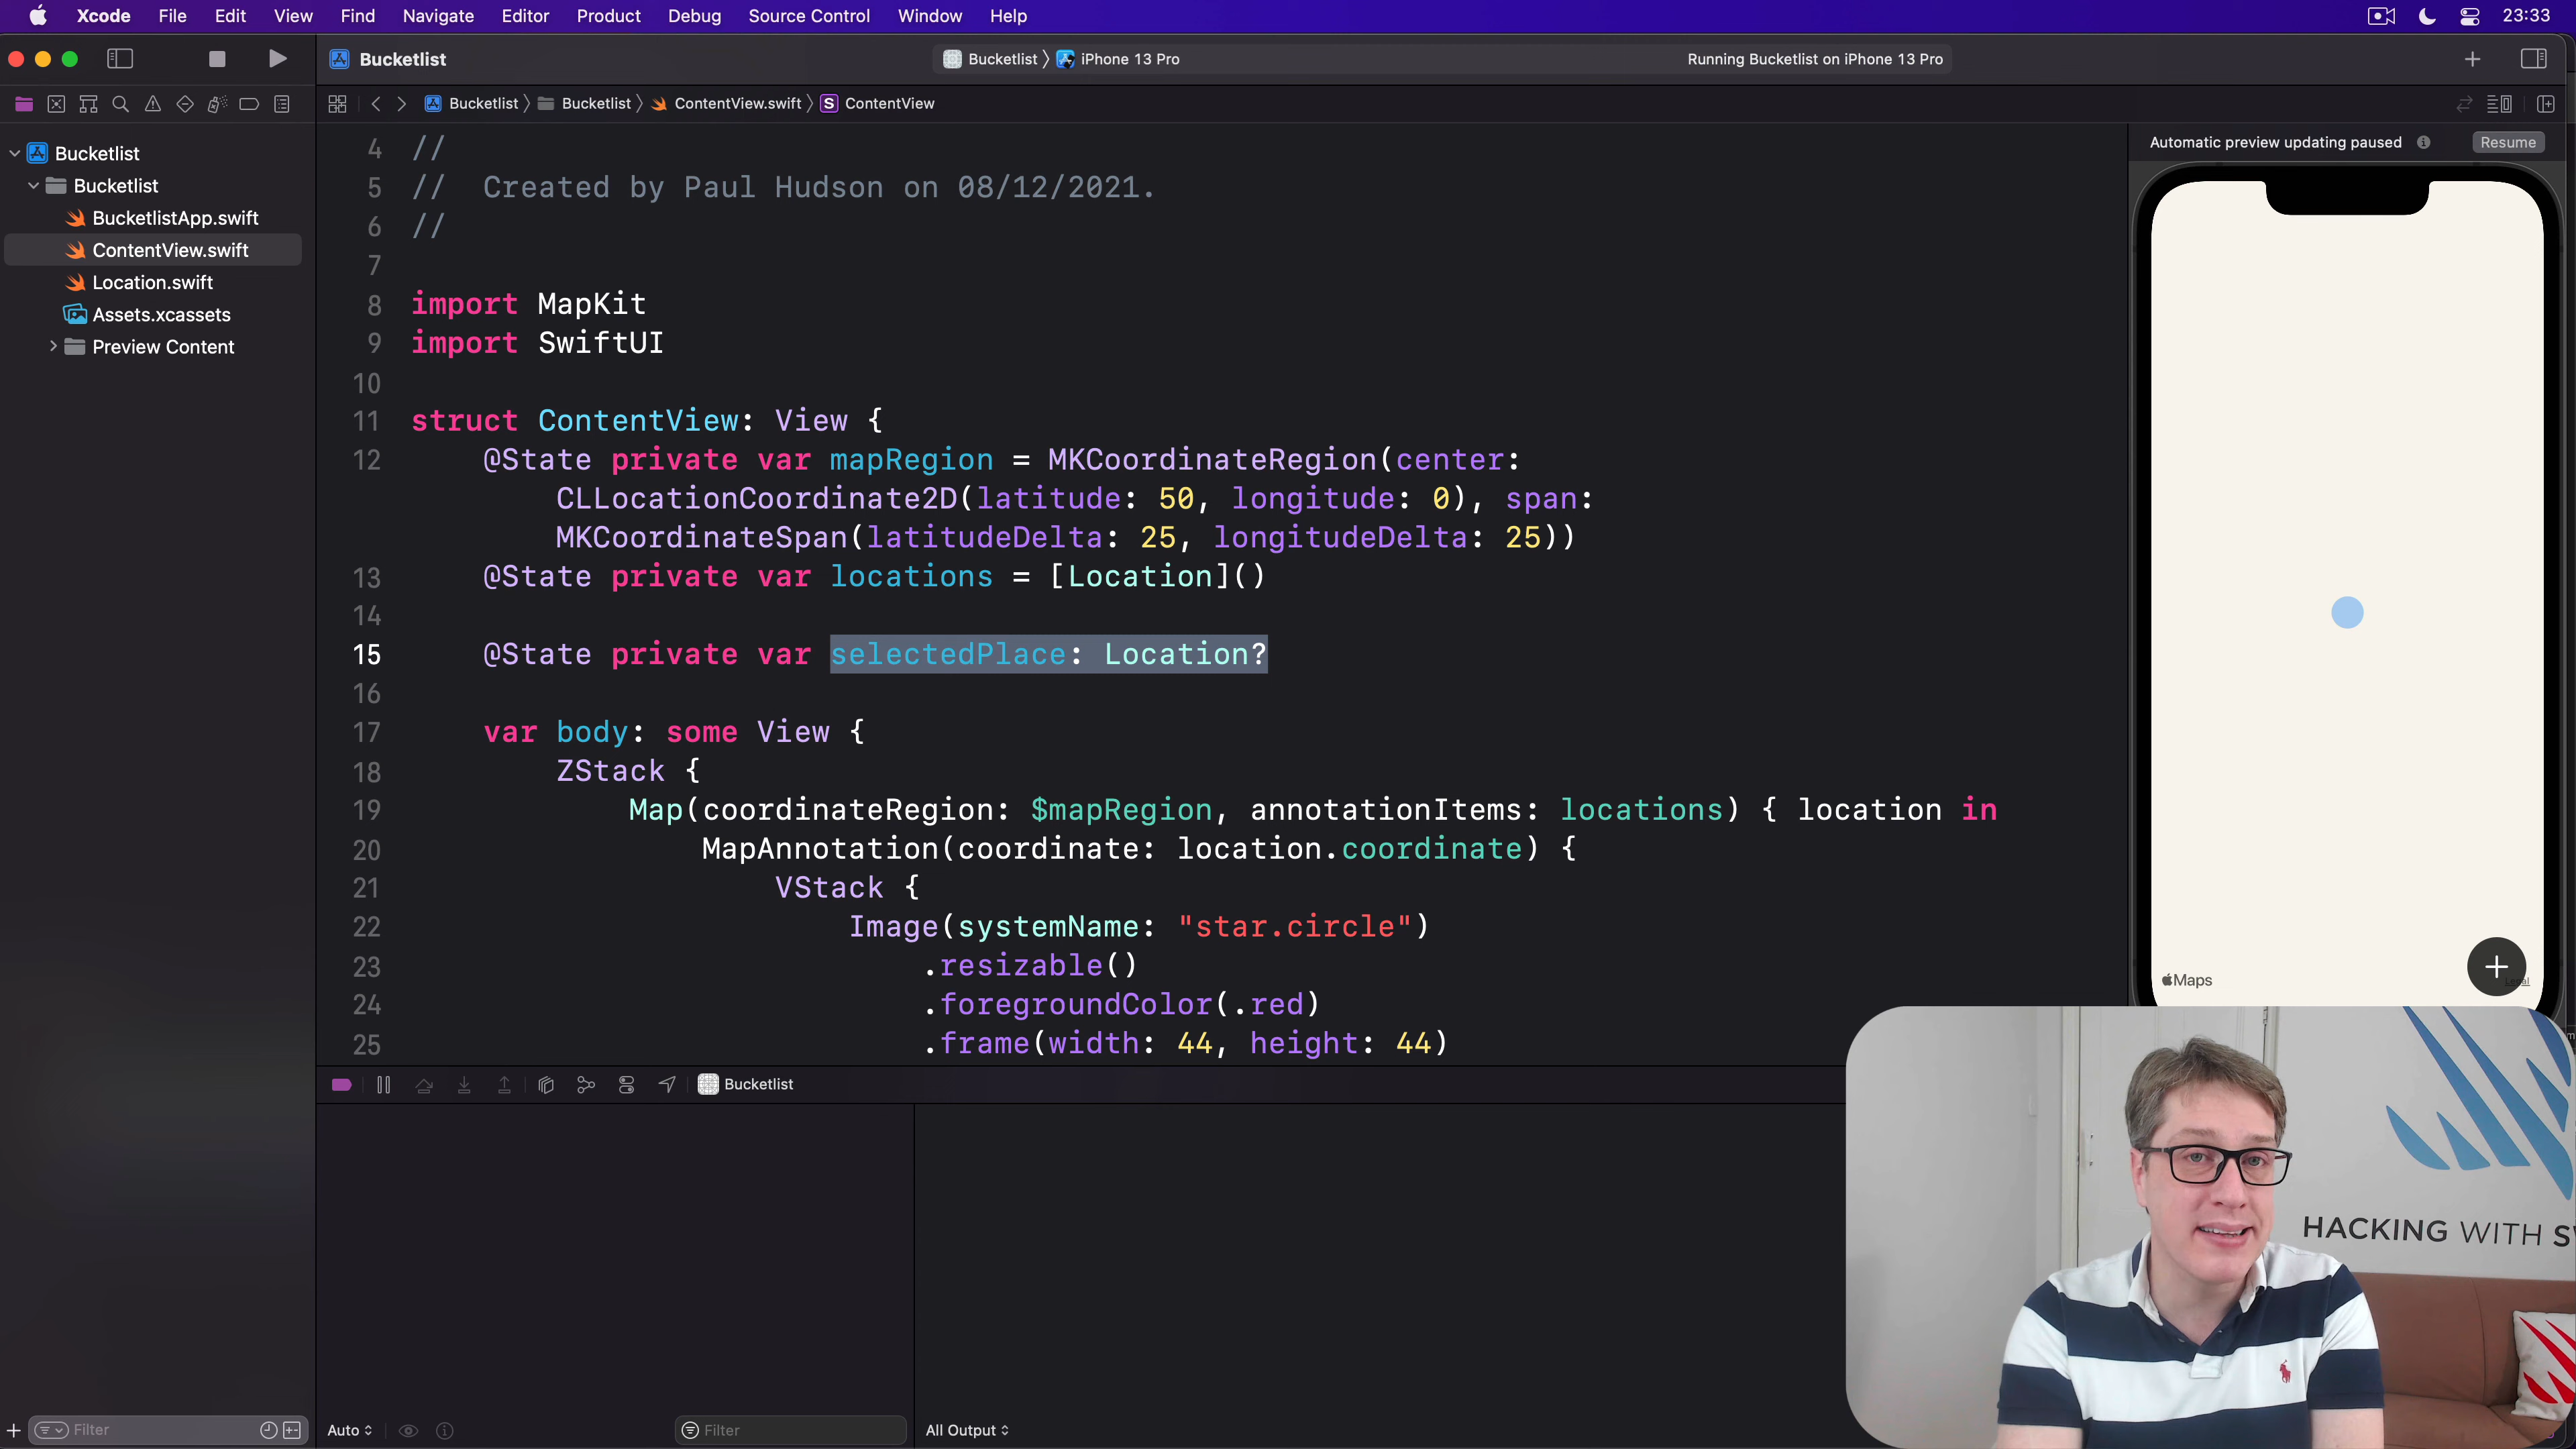 Xcode File Edit View Find Navigate Editor Product Debug Source Control Window Help 23:33
Bucketlist
Bucketlist 〉 iPhone 13 Pro
Running Bucketlist on iPhone 13 Pro
Bucketlist 〉 Bucketlist 〉 ContentView.swift 〉 S ContentView
Bucketlist
Bucketlist
BucketlistApp.swift
ContentView.swift
Location.swift
Assets.xcassets
Preview Content
Filter
4 //
5 //  Created by Paul Hudson on 08/12/2021.
6 //
7
8 import MapKit
9 import SwiftUI
10
11 struct ContentView: View {
12 @State private var mapRegion = MKCoordinateRegion(center:
CLLocationCoordinate2D(latitude: 50, longitude: 0), span:
MKCoordinateSpan(latitudeDelta: 25, longitudeDelta: 25))
13 @State private var locations = [Location]()
14
15 @State private var selectedPlace: Location?
16
17 var body: some View {
18 ZStack {
19 Map(coordinateRegion: $mapRegion, annotationItems: locations) { location in
20 MapAnnotation(coordinate: location.coordinate) {
21 VStack {
22 Image(systemName: "star.circle")
23 .resizable()
24 .foregroundColor(.red)
25 .frame(width: 44, height: 44)
Automatic preview updating paused
Resume
Maps
Bucketlist
Auto
Filter
All Output
HACKING WITH